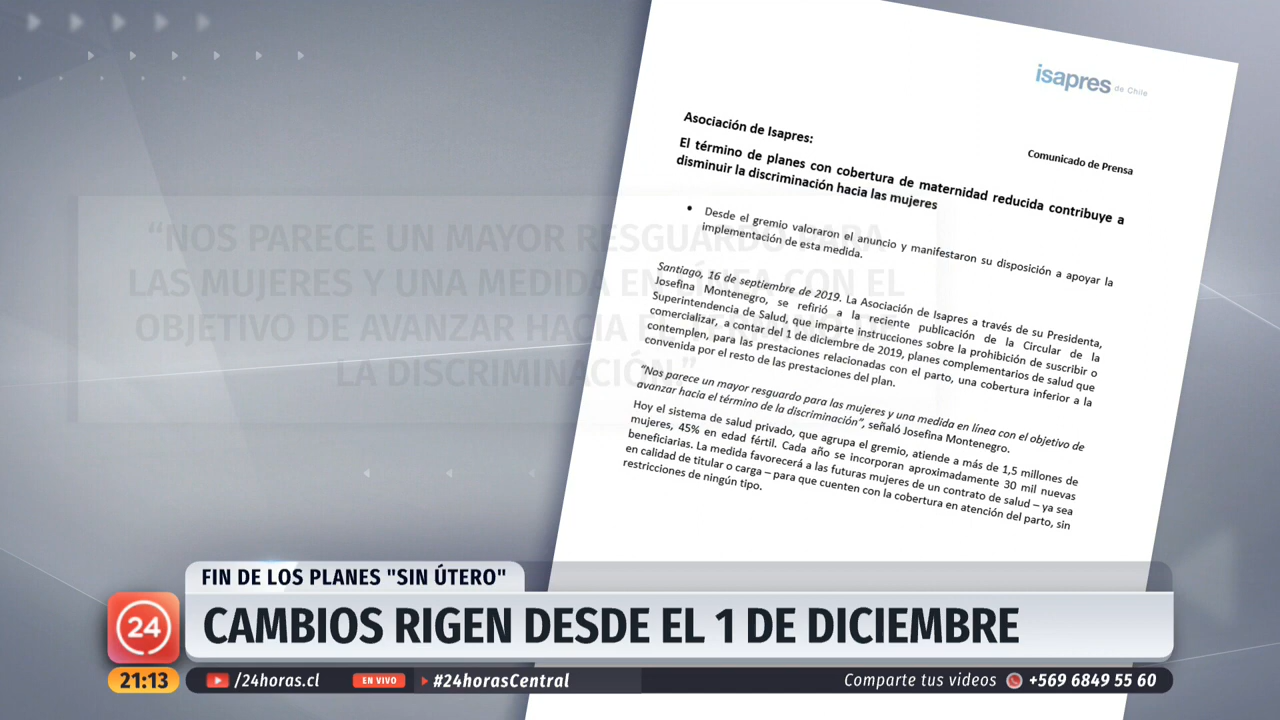 isapres de Chile
Asociación de Isapres:
Comunicado de Prensa
El término de planes con cobertura de maternidad reducida contribuye a
disminuir la discriminación hacia las mujeres
• Desde el gremio valoraron el anuncio y manifestaron su disposición a apoyar la
implementación de esta medida.
Santiago, 16 de septiembre de 2019. La Asociación de Isapres a través de su Presidenta,
Josefina Montenegro, se refirió a la reciente publicación de la Circular de la
Superintendencia de Salud, que imparte instrucciones sobre la prohibición de suscribir o
comercializar, a contar del 1 de diciembre de 2019, planes complementarios de salud que
contemplen, para las prestaciones relacionadas con el parto, una cobertura inferior a la
convenida por el resto de las prestaciones del plan.
“Nos parece un mayor resguardo para las mujeres y una medida en línea con el objetivo de
avanzar hacia el término de la discriminación”, señaló Josefina Montenegro.
Hoy el sistema de salud privado, que agrupa el gremio, atiende a más de 1,5 millones de
mujeres, 45% en edad fértil. Cada año se incorporan aproximadamente 30 mil nuevas
beneficiarias. La medida favorecerá a las futuras mujeres de un contrato de salud – ya sea
en calidad de titular o carga – para que cuenten con la cobertura en atención del parto, sin
restricciones de ningún tipo.
“NOS PARECE UN MAYOR RESGUARDO PARA
LAS MUJERES Y UNA MEDIDA EN LÍNEA CON EL
OBJETIVO DE AVANZAR HACIA EL TÉRMINO DE
LA DISCRIMINACIÓN.”
FIN DE LOS PLANES "SIN ÚTERO"
24
CAMBIOS RIGEN DESDE EL 1 DE DICIEMBRE
21:13 /24horas.cl EN VIVO #24horasCentral Comparte tus videos +569 6849 55 60